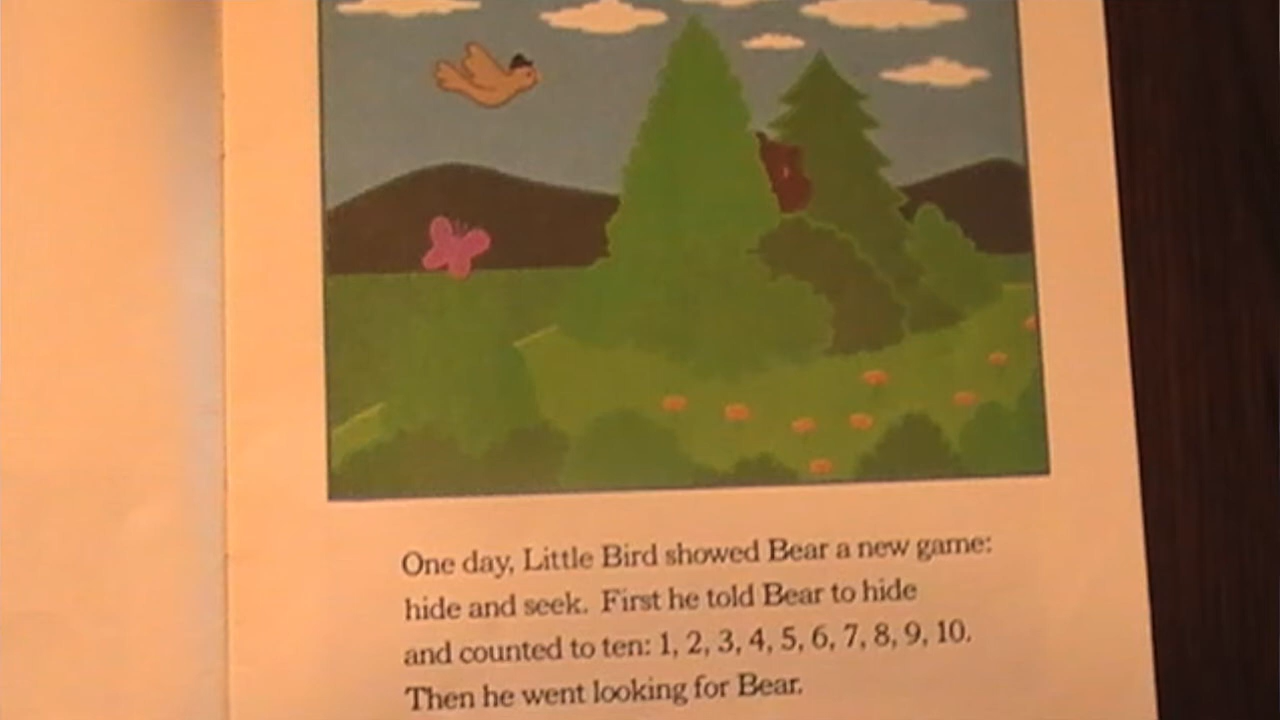 One day, Little Bird showed Bear a new game:
hide and seek. First he told Bear to hide
and counted to ten: 1, 2, 3, 4, 5, 6, 7, 8, 9, 10.
Then he went looking for Bear.